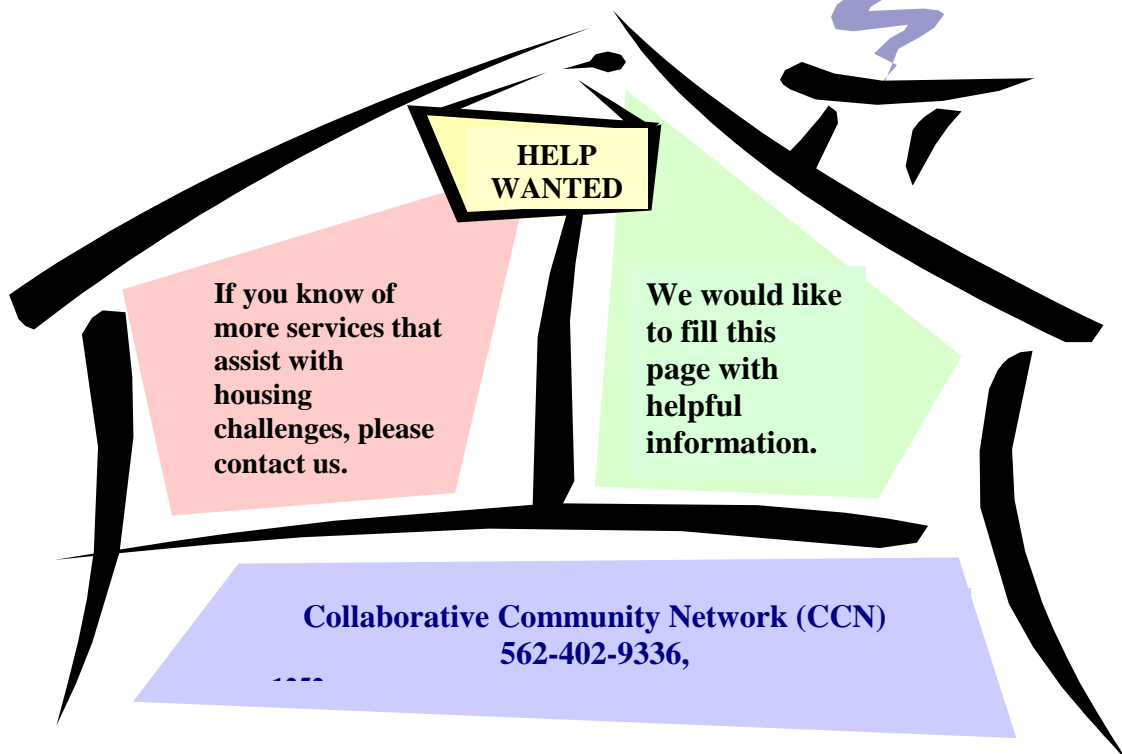 HELP
WANTED
If you know of
more services that
assist with
housing
challenges, please
contact us.
We would like
to fill this
page with
helpful
information.
Collaborative Community Network (CCN)
562-402-9336,